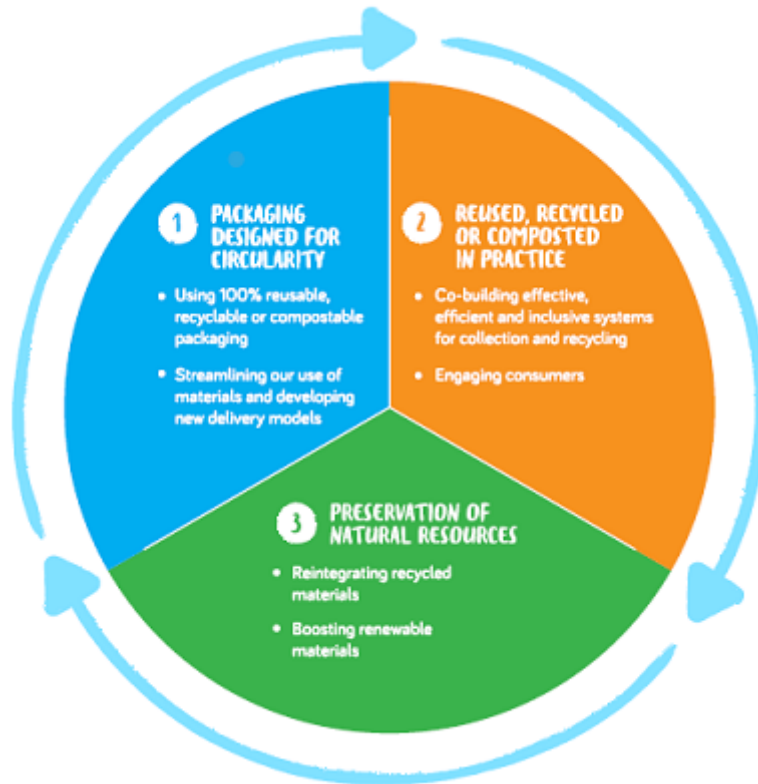 1
PACKAGING
DESIGNED FOR
CIRCULARITY
• Using 100% reusable,
recyclable or compostable
packaging
• Streamlining our use of
materials and developing
new delivery models
2
REUSED, RECYCLED
OR COMPOSTED
IN PRACTICE
• Co-building effective,
efficient and inclusive systems
for collection and recycling
• Engaging consumers
3
PRESERVATION OF
NATURAL RESOURCES
• Reintegrating recycled
materials
• Boosting renewable
materials